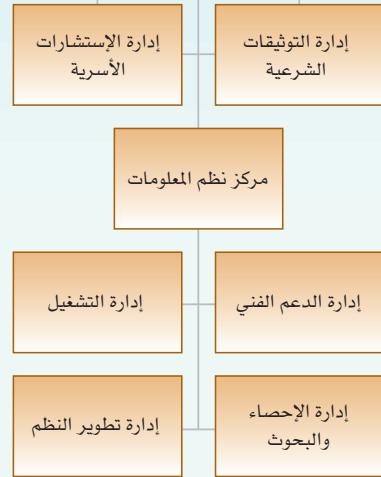 إدارة التوثيقات
الشرعية
إدارة الإستشارات
الأسرية
مركز نظم المعلومات
إدارة الدعم الفني
إدارة التشغيل
إدارة الإحصاء
والبحوث
إدارة تطوير النظم